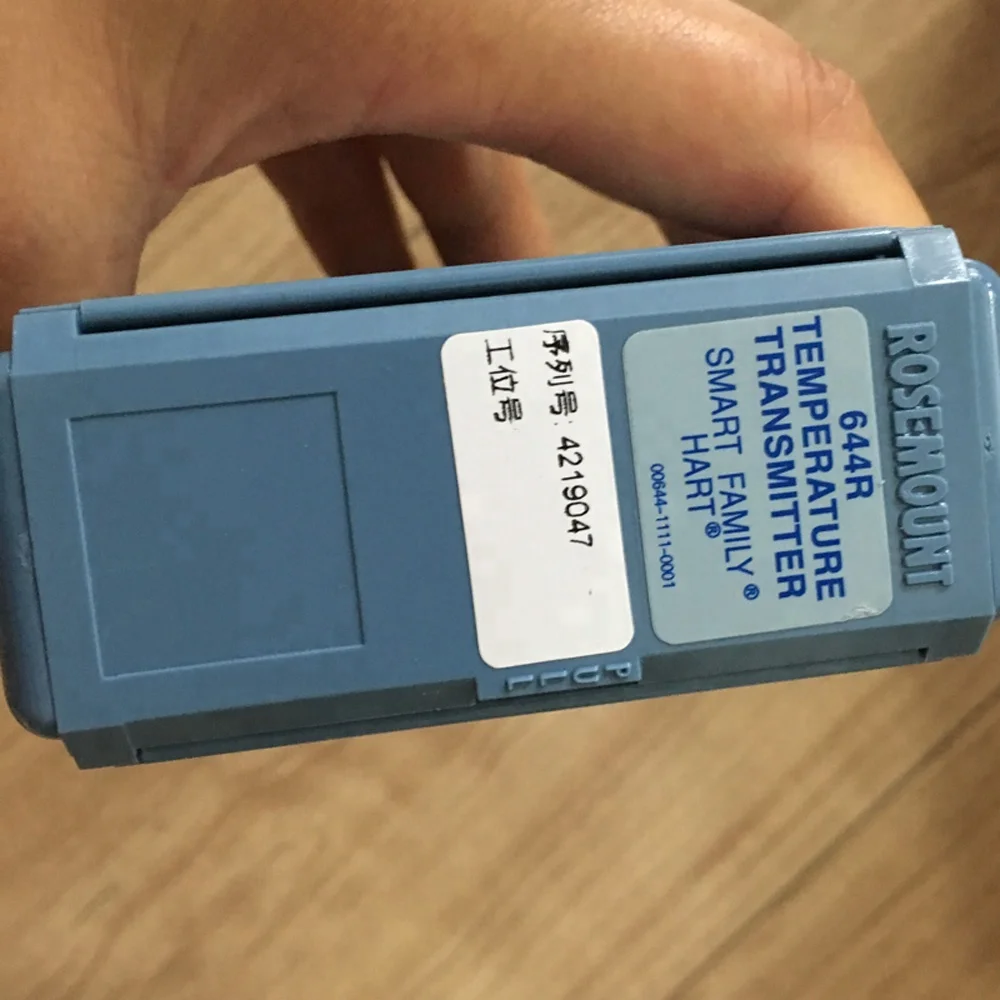 ROSEMOUNT
644R
TEMPERATURE
TRANSMITTER
SMART FAMILY ®
HART®
00644-1111-0001
序列号: 4219047
工位号
PULL